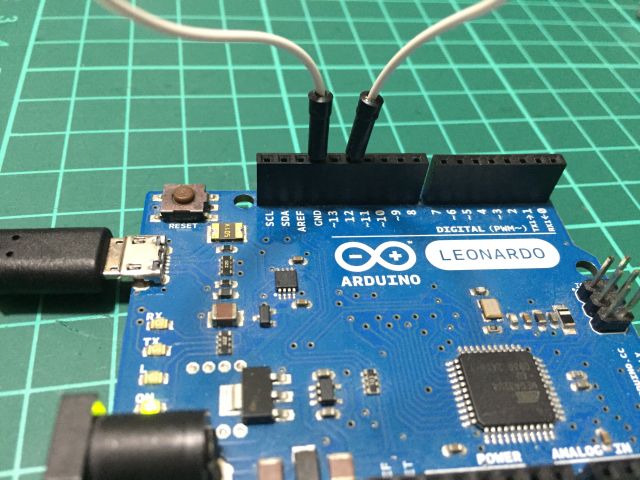 SCL
SDA
AREF
GND
~13
12
~11
~10
~9
8
7
~6
~5
4
~3
2
TX→1
RX←0
DIGITAL (PWM~)
RESET
ARDUINO
LEONARDO
RX
TX
L
ON
POWER
ANALOG IN